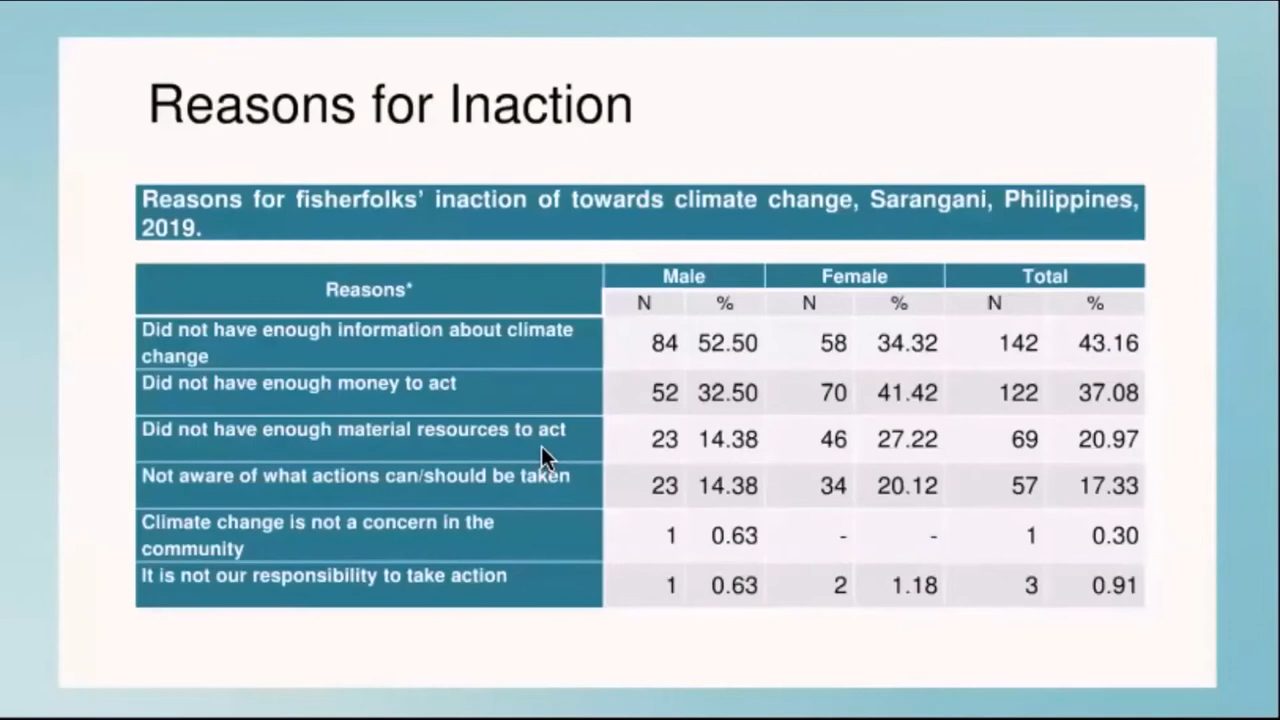 Reasons for Inaction
Reasons for fisherfolks' inaction of towards climate change, Sarangani, Philippines,
2019.
Reasons* Male Female Total
N % N % N %
Did not have enough information about climate
change 84 52.50 58 34.32 142 43.16
Did not have enough money to act 52 32.50 70 41.42 122 37.08
Did not have enough material resources to act 23 14.38 46 27.22 69 20.97
Not aware of what actions can/should be taken 23 14.38 34 20.12 57 17.33
Climate change is not a concern in the
community 1 0.63 - - 1 0.30
It is not our responsibility to take action 1 0.63 2 1.18 3 0.91